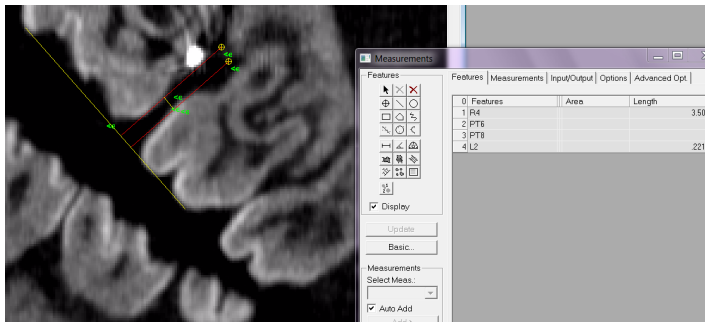 Measurements
Features
Features Measurements Input/Output Options Advanced Opt.
0 Features Area Length
1 R4 3.50
2 PT6
3 PT8
4 L2 .221
Display
Update
Basic...
Measurements
Select Meas.:
Auto Add